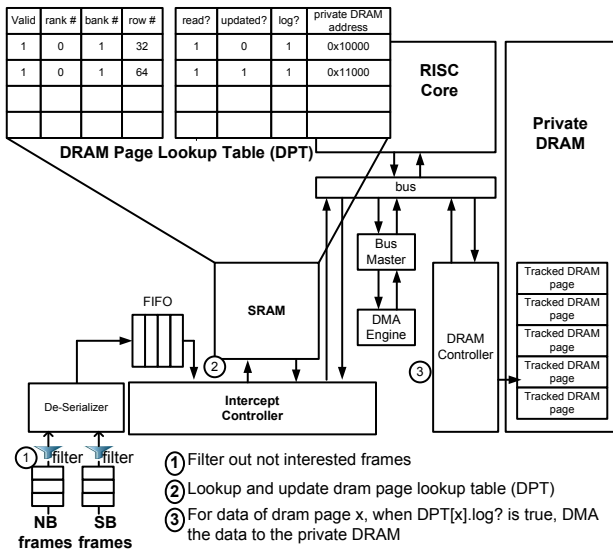 Valid rank # bank # row #
1 0 1 32
1 0 1 64
read? updated? log? private DRAM address
1 0 1 0x10000
1 1 1 0x11000
DRAM Page Lookup Table (DPT)
RISC
Core
Private
DRAM
bus
Bus
Master
DMA
Engine
SRAM
FIFO
2
De-Serializer
Intercept
Controller
3
DRAM
Controller
Tracked DRAM
page
Tracked DRAM
page
Tracked DRAM
page
Tracked DRAM
page
Tracked DRAM
page
1 filter filter
NB
frames
SB
frames
1 Filter out not interested frames
2 Lookup and update dram page lookup table (DPT)
3 For data of dram page x, when DPT[x].log? is true, DMA
the data to the private DRAM